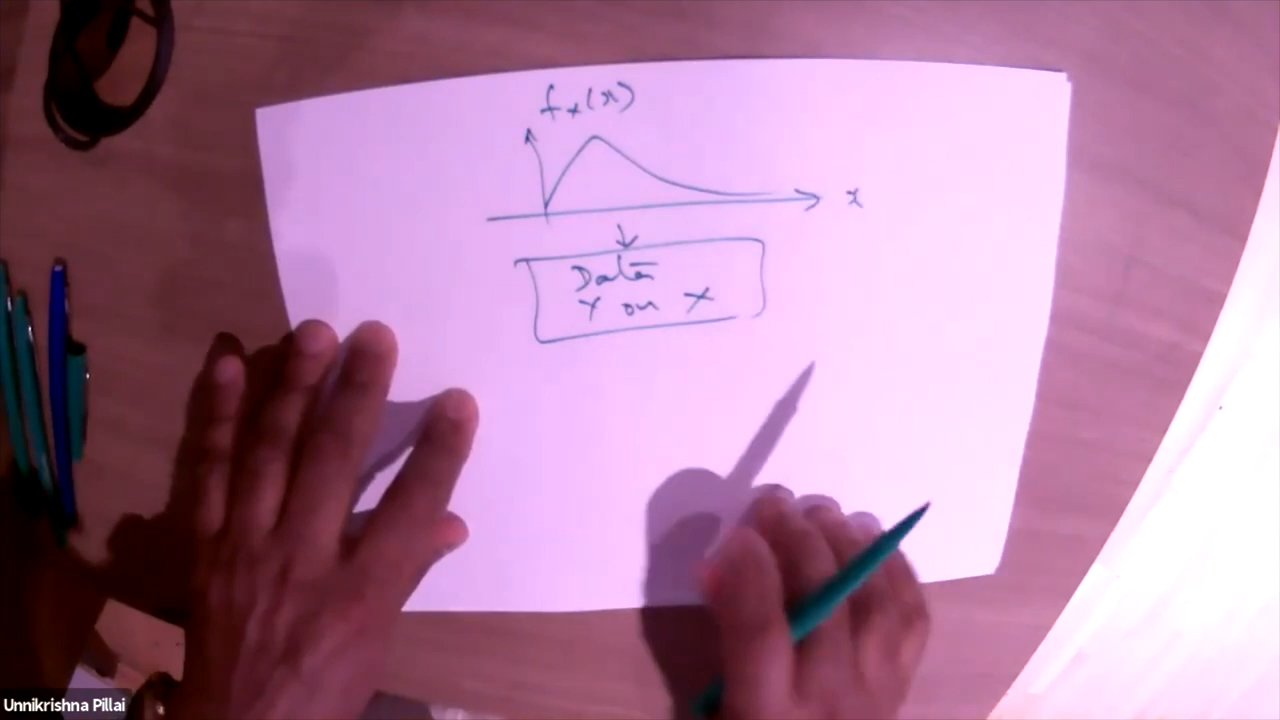 fₓ(x)
x
Data
Y on X
Unnikrishna Pillai